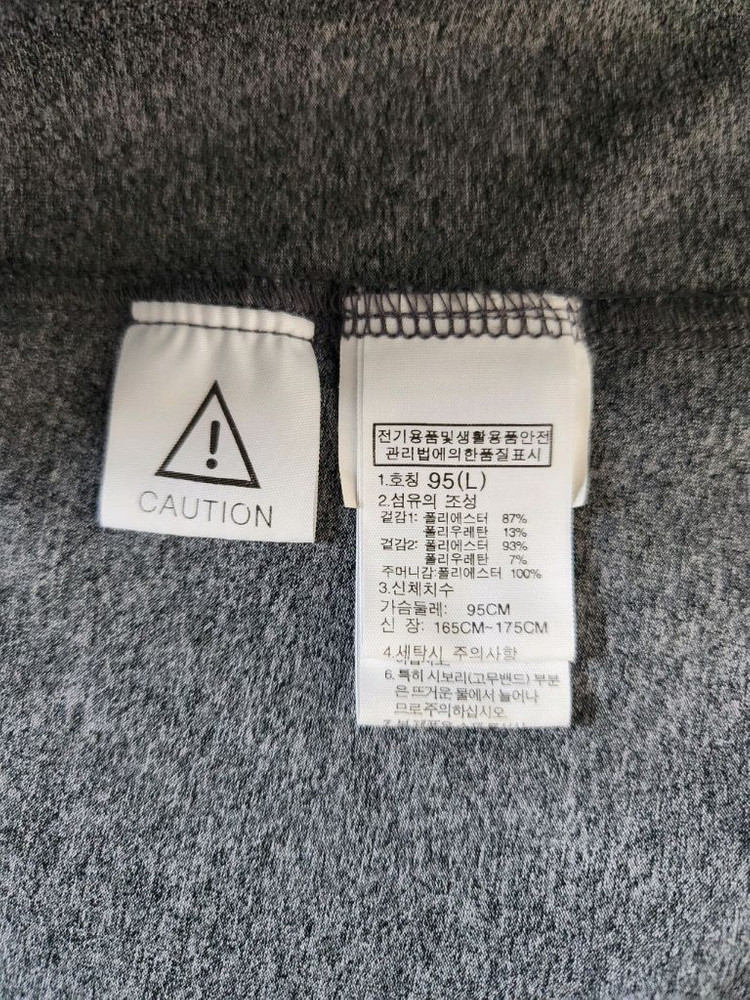 CAUTION
전기용품및생활용품안전
관리법에의한품질표시
1.호칭 95(L)
2.섬유의 조성
겉감1: 폴리에스터 87%
폴리우레탄 13%
겉감2: 폴리에스터 93%
폴리우레탄 7%
주머니감:폴리에스터 100%
3.신체치수
가슴둘레: 95CM
신 장: 165CM~175CM
4.세탁시 주의사항
6. 특히 시보리(고무밴드) 부분
은 뜨거운 물에서 늘어나
므로주의하십시오